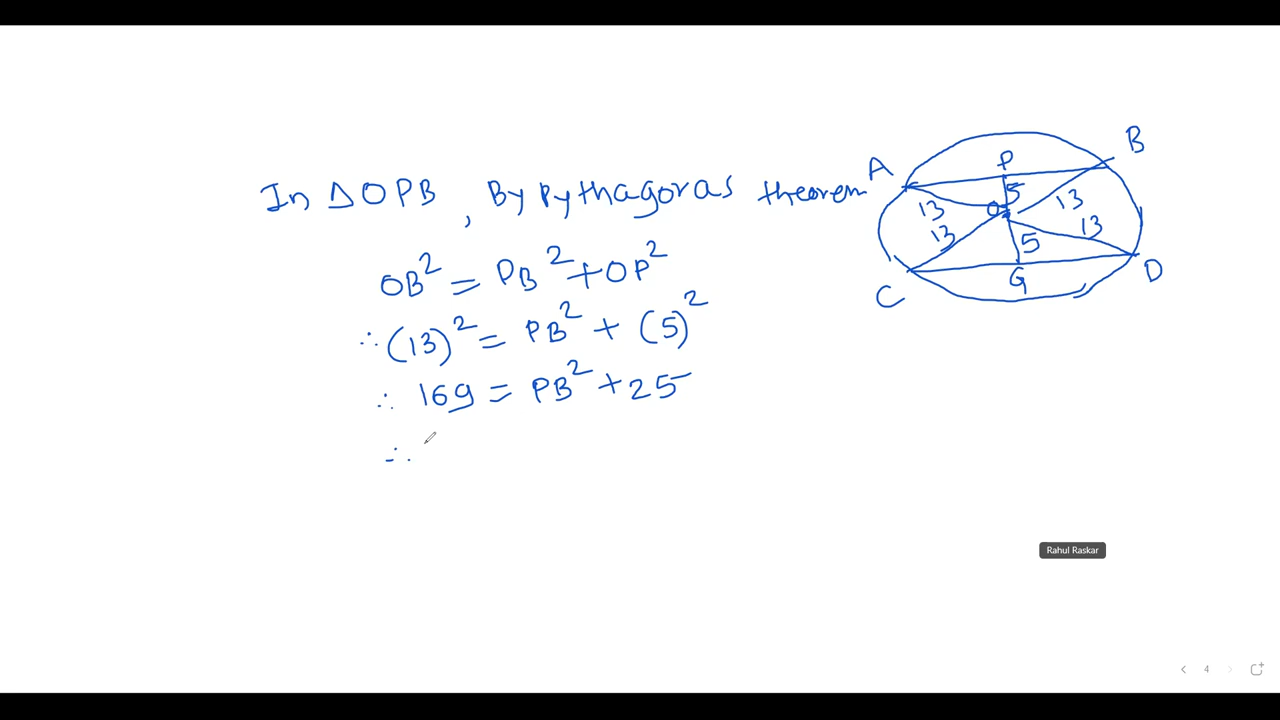 In △OPB, By Pythagoras theorem
OB² = PB² + OP²
∴ (13)² = PB² + (5)²
∴ 169 = PB² + 25
∴
A
P
B
5
13
O
13
13
13
5
C
G
D
Rahul Raskar
4